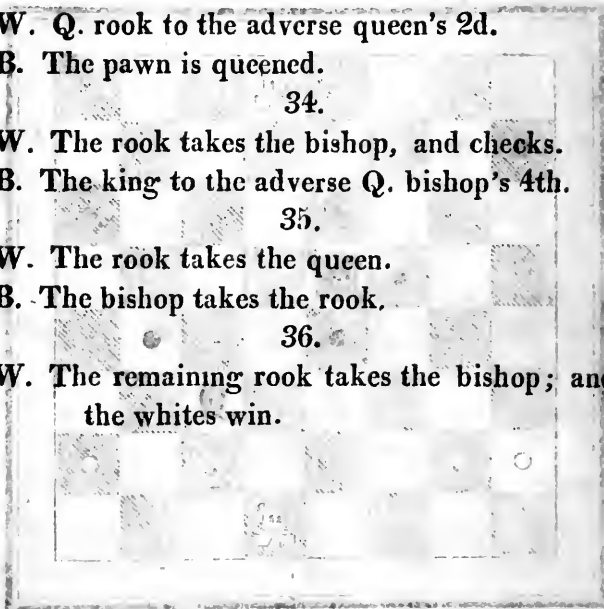 W. Q. rook to the adverse queen's 2d.
B. The pawn is queened.
34.
W. The rook takes the bishop, and checks.
B. The king to the adverse Q. bishop's 4th.
35.
W. The rook takes the queen.
B. The bishop takes the rook.
36.
W. The remaining rook takes the bishop; and
the whites win.